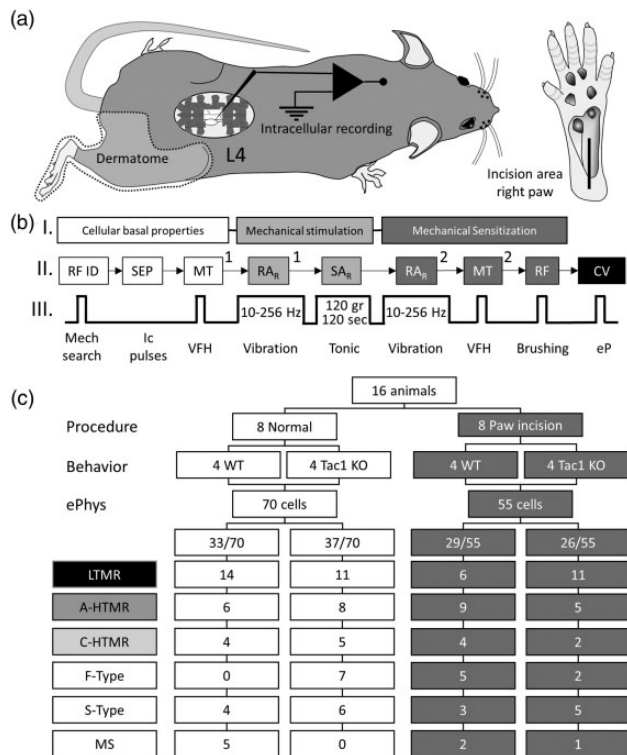 (a)
Dermatome
L4
Intracellular recording
Incision area
right paw
(b)
I. Cellular basal properties Mechanical stimulation Mechanical Sensitization
II. RF ID SEP MT 1 RAR 1 SAR RAR 2 MT 2 RF CV
III. 10-256 Hz 120 gr 120 sec 10-256 Hz
Mech search Ic pulses VFH Vibration Tonic Vibration VFH Brushing eP
(c)
16 animals
Procedure 8 Normal 8 Paw incision
Behavior 4 WT 4 Tac1 KO 4 WT 4 Tac1 KO
ePhys 70 cells 55 cells
33/70 37/70 29/55 26/55
LTMR 14 11 6 11
A-HTMR 6 8 9 5
C-HTMR 4 5 4 2
F-Type 0 7 5 2
S-Type 4 6 3 5
MS 5 0 2 1